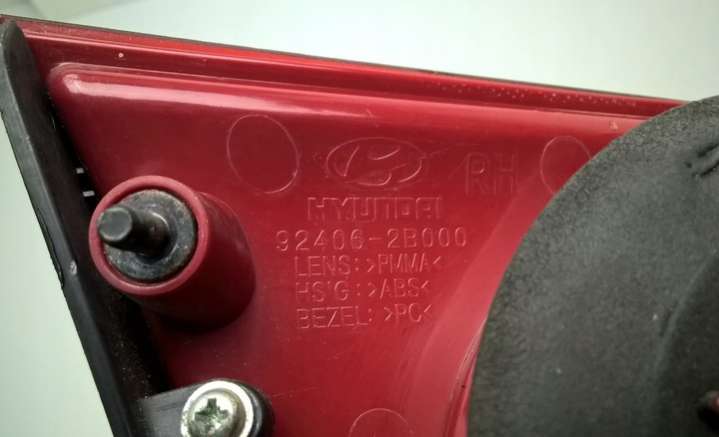 RH
HYUNDAI
92406-2B000
LENS:>PMMA<
HS'G:>ABS<
BEZEL:>PC<